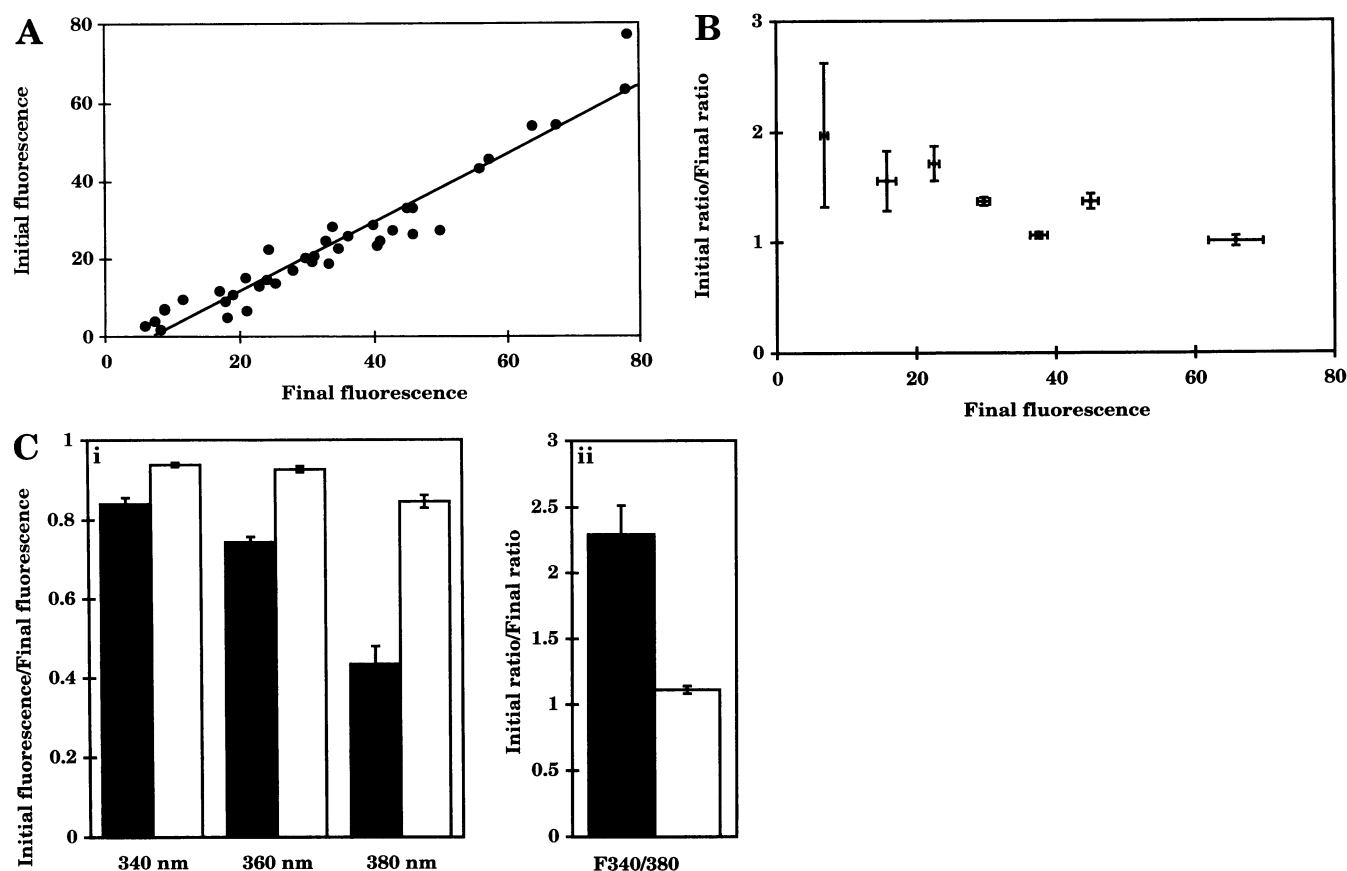 A
Initial fluorescence
80
60
40
20
0
0 20 40 60 80
Final fluorescence
B
Initial ratio/Final ratio
3
2
1
0
0 20 40 60 80
Final fluorescence
C
i
Initial fluorescence/Final fluorescence
1
0.8
0.6
0.4
0.2
0
340 nm 360 nm 380 nm
ii
Initial ratio/Final ratio
3
2.5
2
1.5
1
0.5
0
F340/380